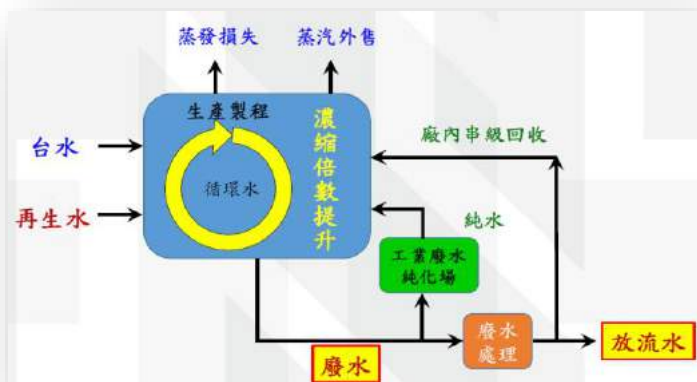 蒸發損失
蒸汽外售
生產製程
濃缩倍數提升
台水
循環水
再生水
廠內串級回收
純水
工業廢水
純化場
廢水
廢水
處理
放流水